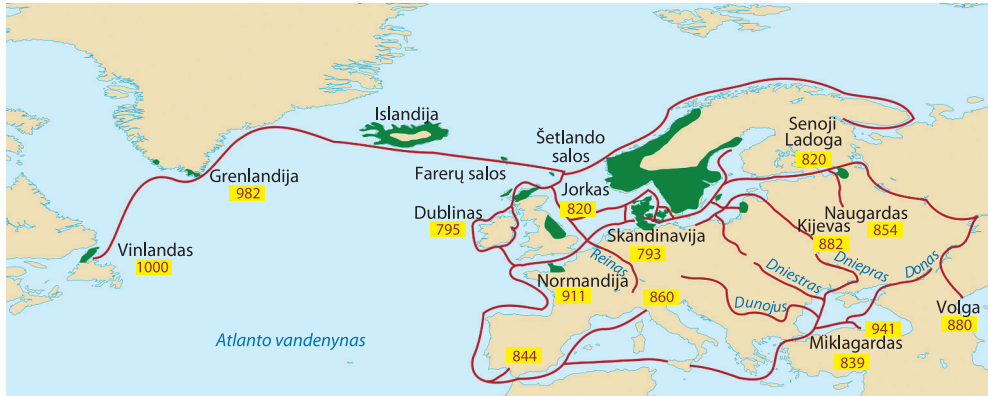 Islandija
Šetlando
salos
Senoji
Ladoga
820
Farerų salos
Grenlandija
982
Jorkas
820
Dublinas
795
Naugardas
854
Kijevas
882
Skandinavija
793
Vinlandas
1000
Reinas
Dniestras
Dniepras
Donas
Normandija
911
860
Dunojus
Volga
880
941
Miklagardas
839
Atlanto vandenynas
844